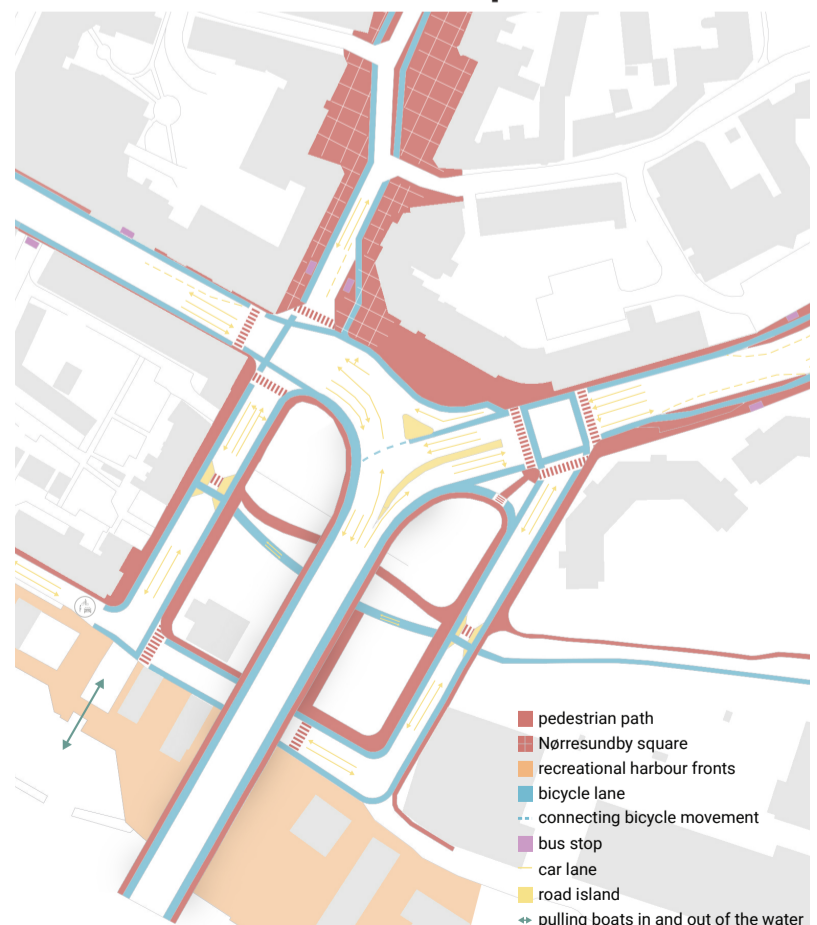 pedestrian path
Nørresundby square
recreational harbour fronts
bicycle lane
connecting bicycle movement
bus stop
car lane
road island
pulling boats in and out of the water